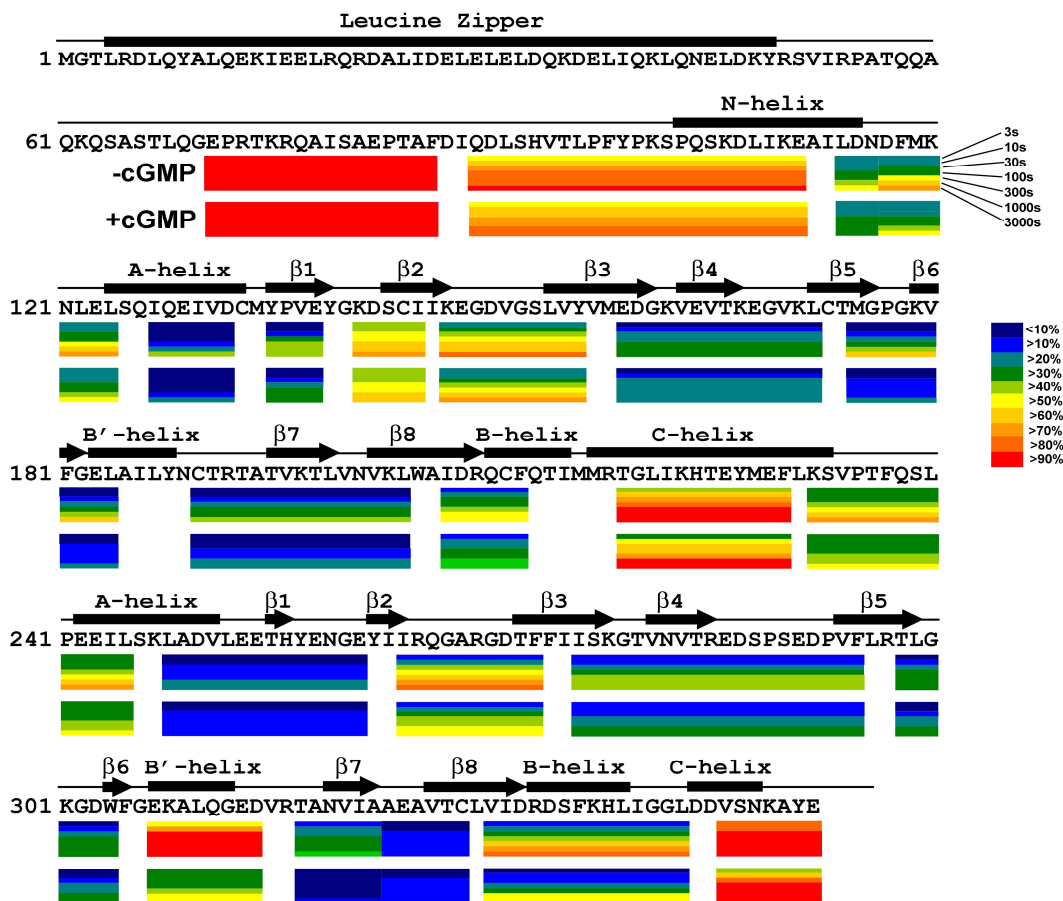 Leucine Zipper
1 MGTLRDLQYALQEKIEELRQRDALIDELELELDQKDELIQKLQNELDKYRSVIRPATQQA
N-helix
61 QKQSASTLQGEPRTKRQAISAEPTAFDIQDLSHVTLPFYPKSPQSKDLIKEAILDNDFMK
-cGMP
+cGMP
3s
10s
30s
100s
300s
1000s
3000s
A-helix β1 β2 β3 β4 β5 β6
121 NLELSQIQEIVDCMYPVEYGKDSCIIKEGDVGSLVYVMEDGKVEVTKEGVKLCTMGPGKV
<10%
>10%
>20%
>30%
>40%
>50%
>60%
>70%
>80%
>90%
B'-helix β7 β8 B-helix C-helix
181 FGELAILYNCTRTATVKTLVNVKLWAIDRQCFQTIMMRTGLIKHTEYMEFLKSVPTFQSL
A-helix β1 β2 β3 β4 β5
241 PEEILSKLADVLEETHYENGEYIIRQGARGDTFFIISKGTVNVTREDSPSEDPVFLRTLG
β6 B'-helix β7 β8 B-helix C-helix
301 KGDWFGEKALQGEDVRTANVIAAEAVTCLVIDRDSFKHLIGGLDDVSNKAYE